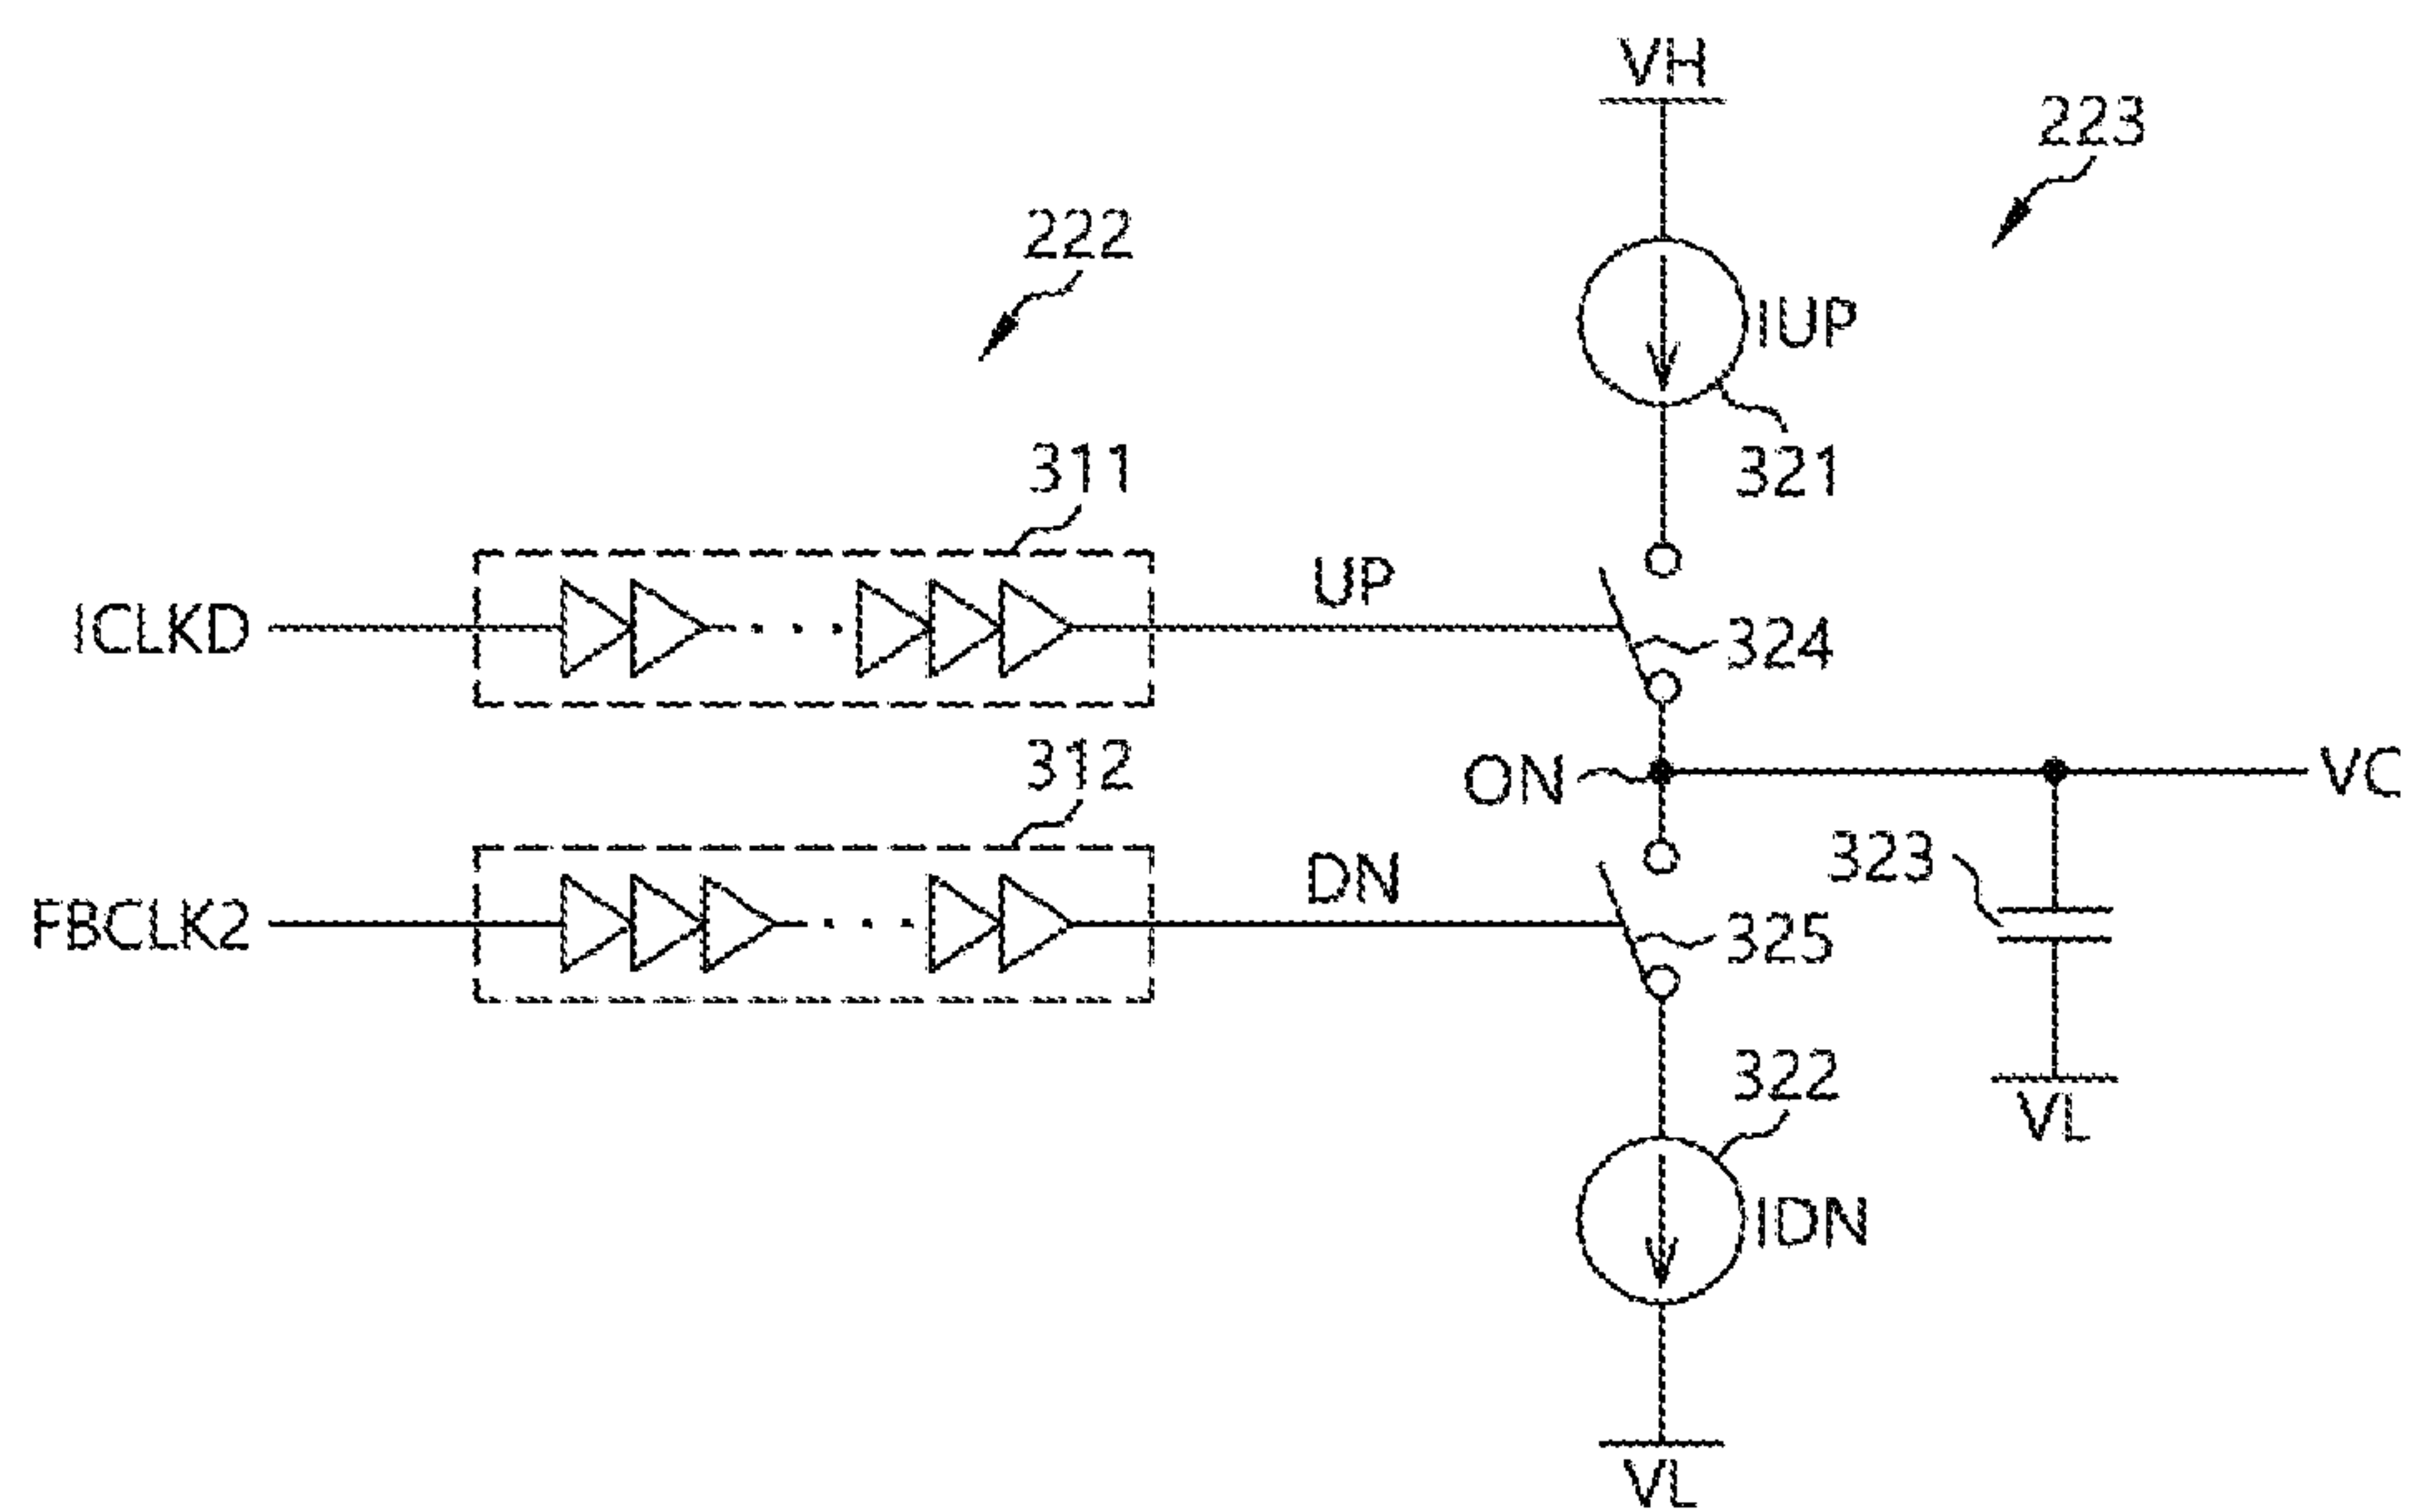 VH
223
222
IUP
321
311
UP
ICLKD
324
312
ON
VC
323
DN
FBCLK2
325
322
VL
IDN
VL